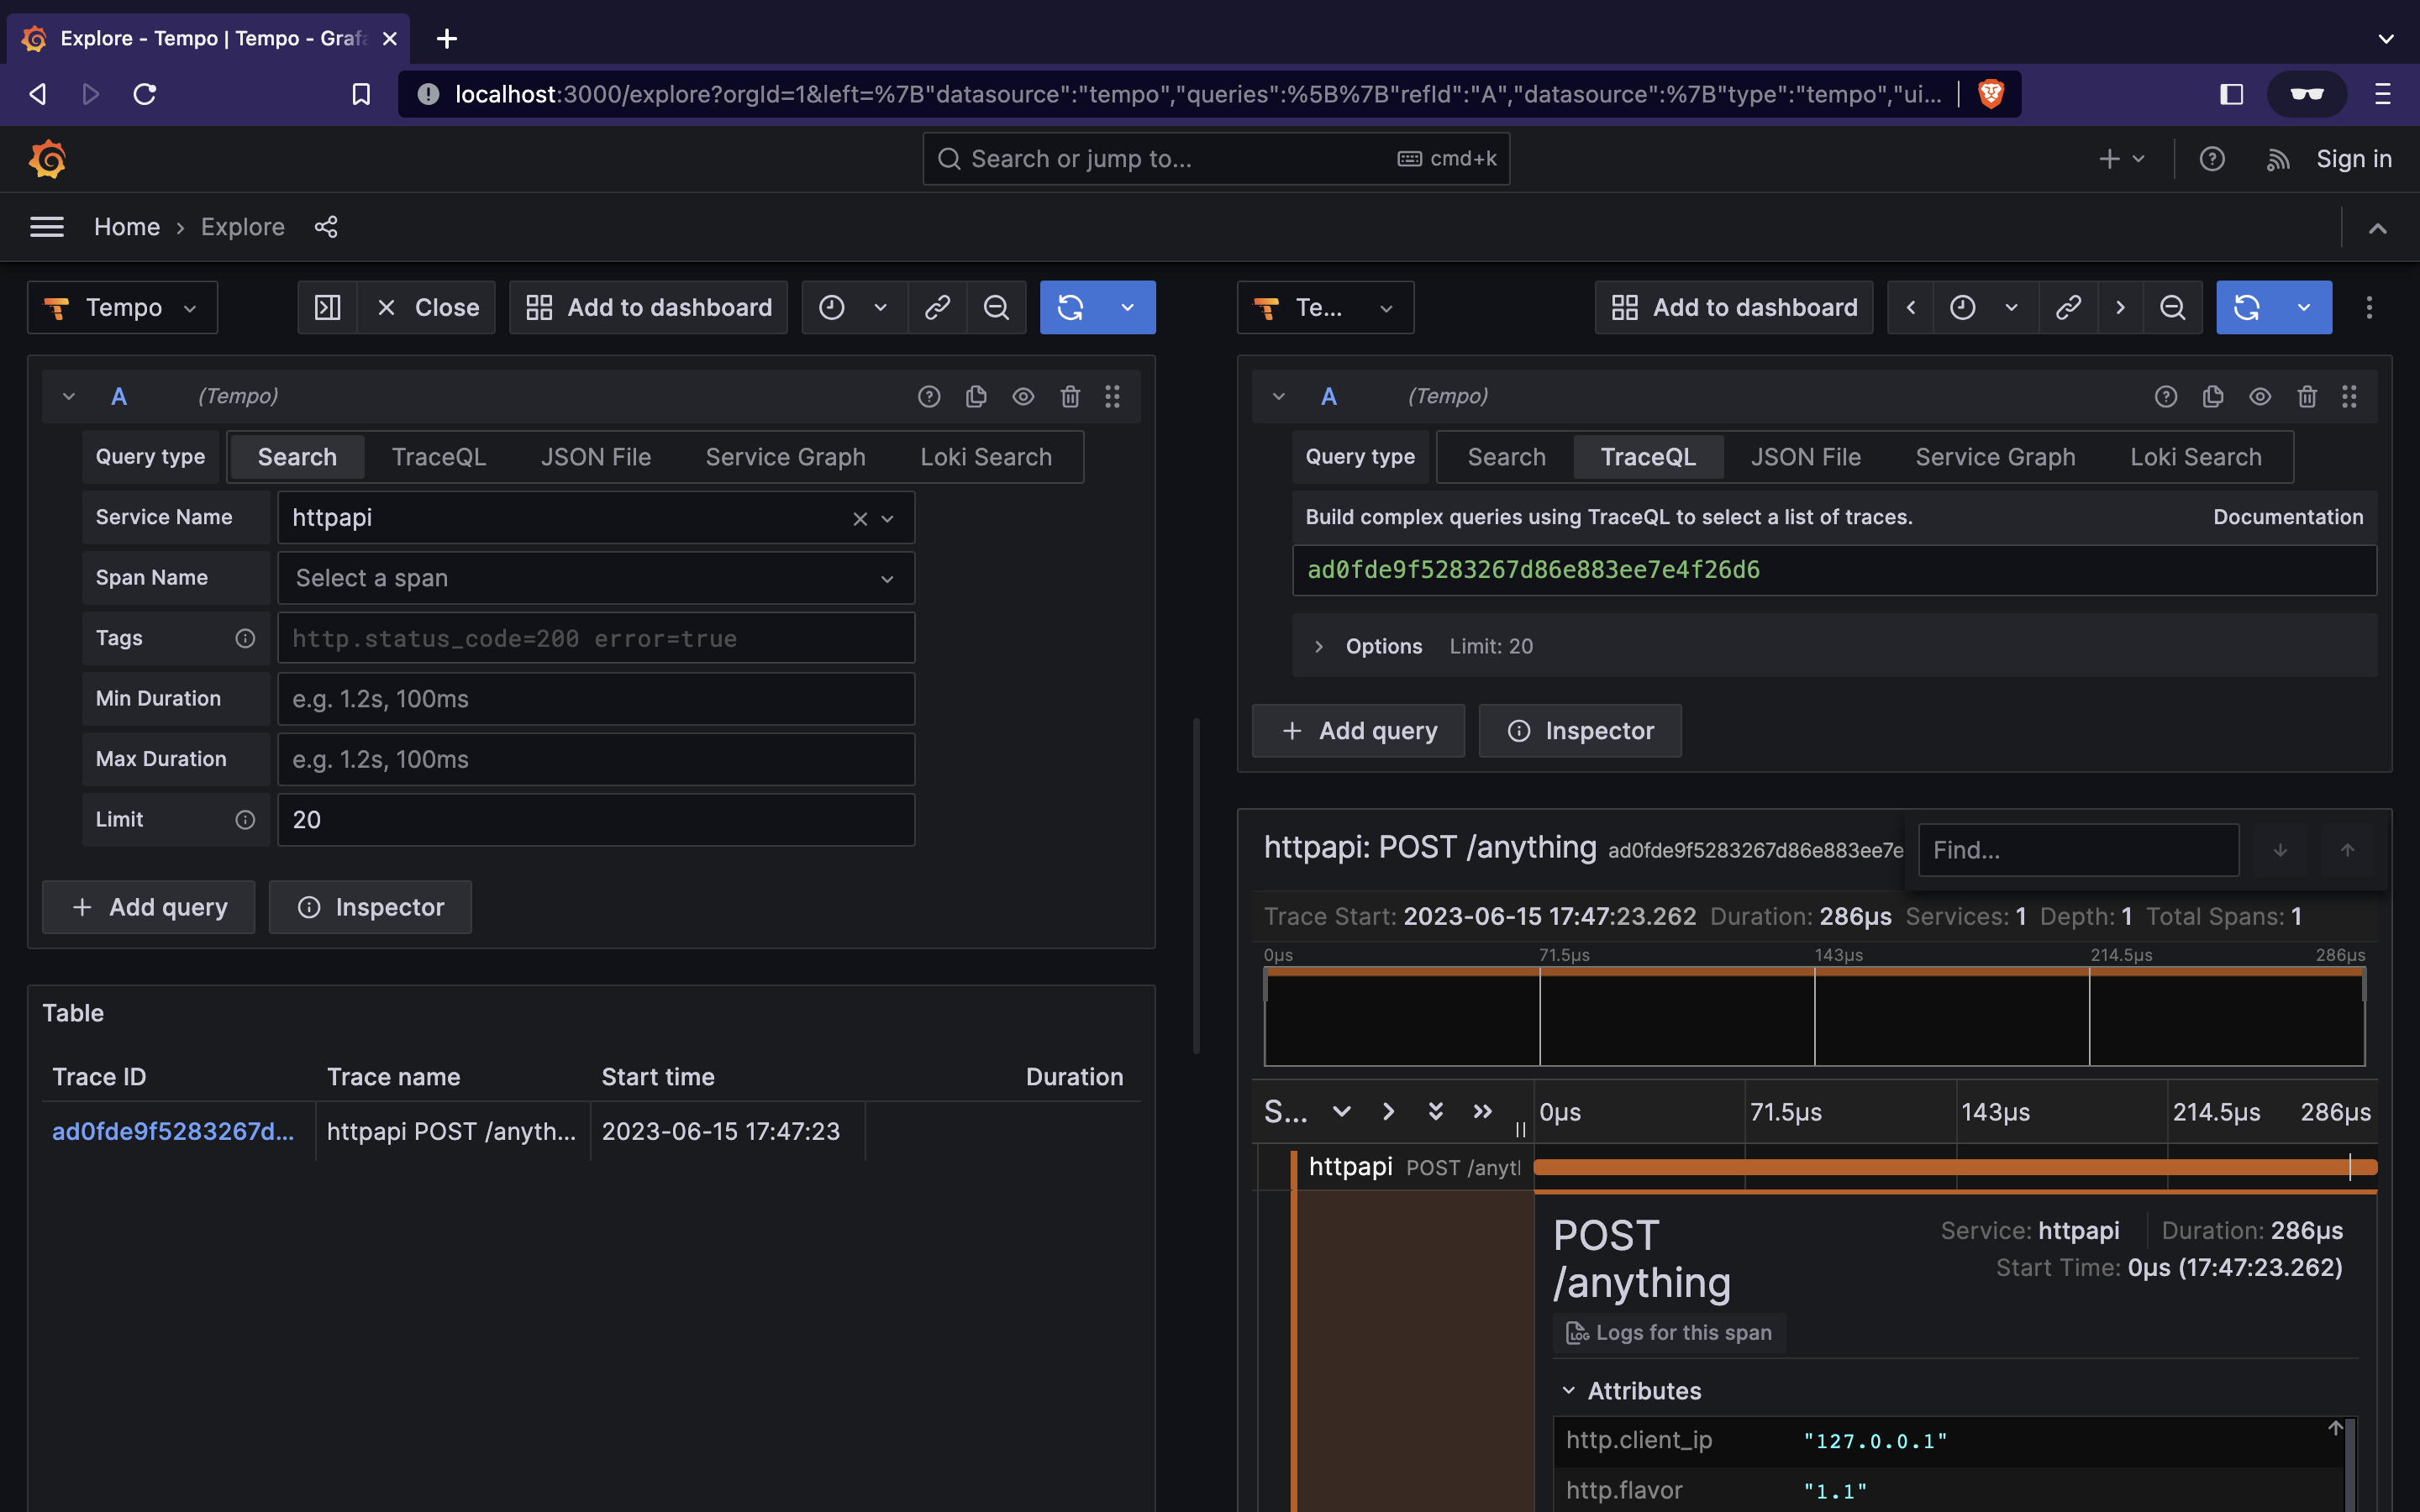 Explore - Tempo | Tempo - Grafa
localhost:3000/explore?orgId=1&left=%7B"datasource":"tempo","queries":%5B%7B"refId":"A","datasource":%7B"type":"tempo","ui...
Search or jump to...
cmd+k
Sign in
Home › Explore
Tempo
Close
Add to dashboard
A (Tempo)
Query type Search TraceQL JSON File Service Graph Loki Search
Service Name httpapi
Span Name Select a span
Tags http.status_code=200 error=true
Min Duration e.g. 1.2s, 100ms
Max Duration e.g. 1.2s, 100ms
Limit 20
+ Add query Inspector
Table
Trace ID Trace name Start time Duration
ad0fde9f5283267d... httpapi POST /anyth... 2023-06-15 17:47:23
Te...
Add to dashboard
A (Tempo)
Query type Search TraceQL JSON File Service Graph Loki Search
Build complex queries using TraceQL to select a list of traces. Documentation
ad0fde9f5283267d86e883ee7e4f26d6
Options Limit: 20
+ Add query Inspector
httpapi: POST /anything ad0fde9f5283267d86e883ee7e Find...
Trace Start: 2023-06-15 17:47:23.262 Duration: 286μs Services: 1 Depth: 1 Total Spans: 1
0μs 71.5μs 143μs 214.5μs 286μs
S... 0μs 71.5μs 143μs 214.5μs 286μs
httpapi POST /anytl
POST
/anything
Service: httpapi Duration: 286μs
Start Time: 0μs (17:47:23.262)
LOG Logs for this span
Attributes
http.client_ip "127.0.0.1"
http.flavor "1.1"